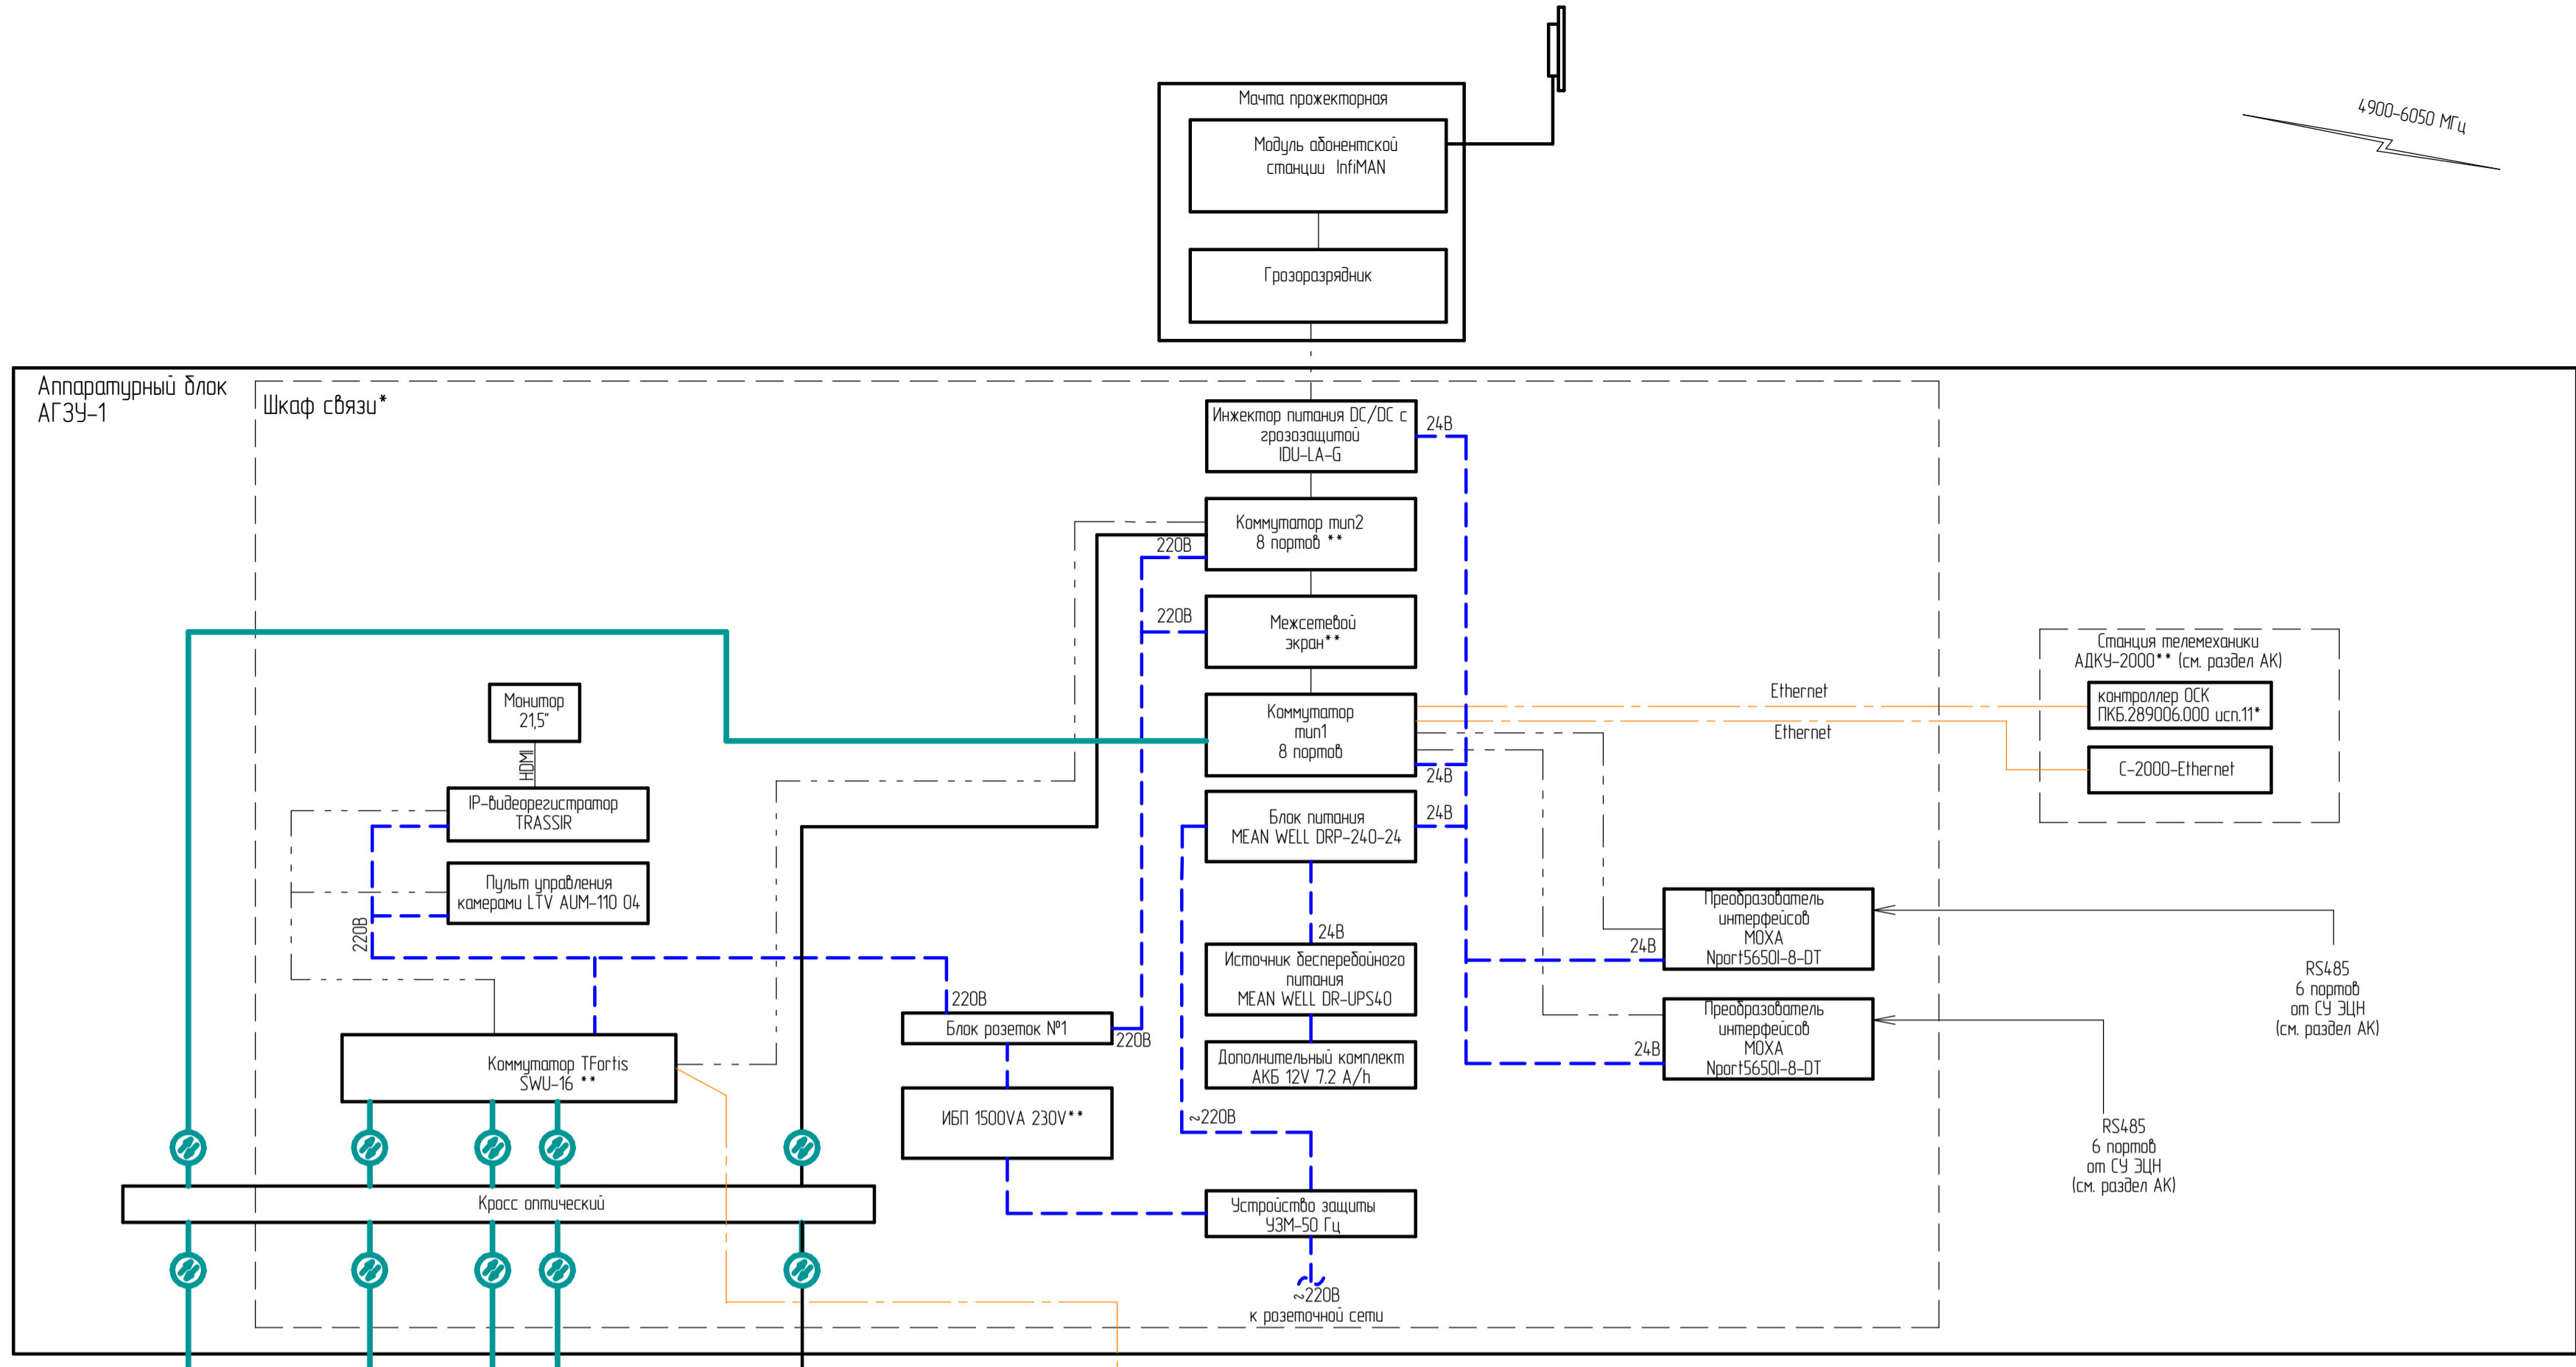 4900-6050 МГц
Мачта прожекторная
Модуль абонентской
станции InfiMAN
Грозоразрядник
Аппаратурный блок
АГЗУ-1
Шкаф связи*
Инжектор питания DC/DC с
грозозащитой
IDU-LA-G
24В
Коммутатор тип2
8 портов **
220В
Межсетевой
экран**
220В
Коммутатор
тип1
8 портов
24В
Ethernet
Ethernet
Станция телемеханики
АДКУ-2000** (см. раздел АК)
контроллер ОСК
ПКБ.289006.000 исп.11*
С-2000-Ethernet
Монитор
21,5"
HDMI
IP-видеорегистратор
TRASSIR
Пульт управления
камерами LTV AUM-110 04
220В
Блок питания
MEAN WELL DRP-240-24
24В
24В
Источник бесперебойного
питания
MEAN WELL DR-UPS40
Дополнительный комплект
АКБ 12V 7.2 A/h
Преобразователь
интерфейсов
MOXA
Nport5650I-8-DT
24В
Преобразователь
интерфейсов
MOXA
Nport5650I-8-DT
24В
RS485
6 портов
от СУ ЭЦН
(см. раздел АК)
RS485
6 портов
от СУ ЭЦН
(см. раздел АК)
220В
Блок розеток №1
220В
Коммутатор TFortis
SWU-16 **
ИБП 1500VA 230V**
~220В
Кросс оптический
Устройство защиты
УЗМ-50 Гц
~220В
к розеточной сети